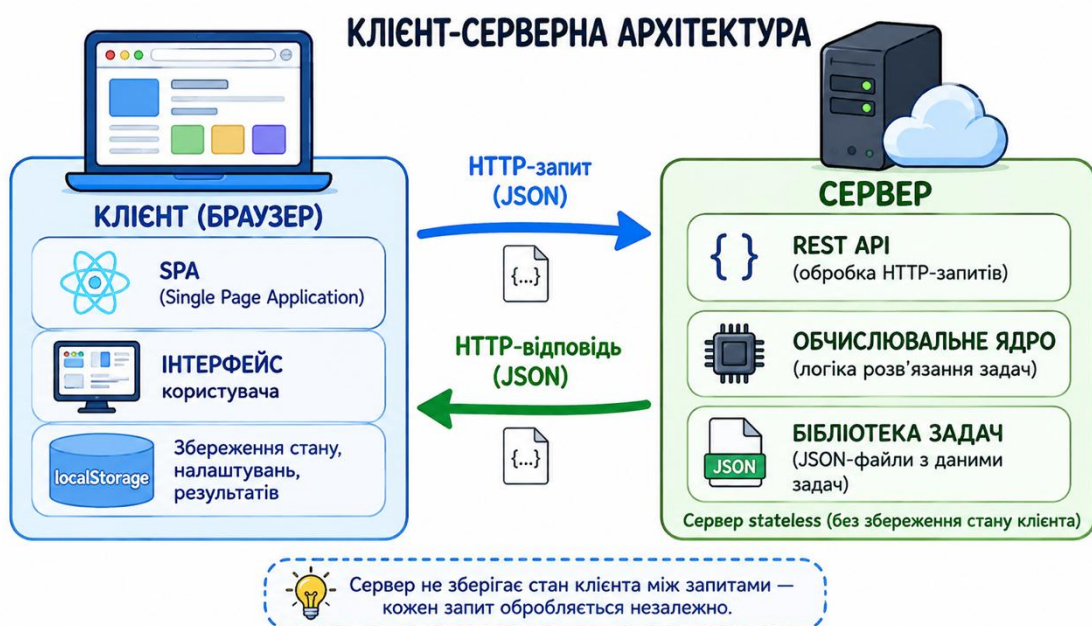 КЛІЄНТ-СЕРВЕРНА АРХІТЕКТУРА
КЛІЄНТ (БРАУЗЕР)
SPA
(Single Page Application)
ІНТЕРФЕЙС
користувача
localStorage
Збереження стану,
налаштувань,
результатів
HTTP-запит
(JSON)
{...}
HTTP-відповідь
(JSON)
{...}
СЕРВЕР
{ }
REST API
(обробка HTTP-запитів)
ОБЧИСЛЮВАЛЬНЕ ЯДРО
(логіка розв'язання задач)
JSON
БІБЛІОТЕКА ЗАДАЧ
(JSON-файли з даними
задач)
Сервер stateless (без збереження стану клієнта)
Сервер не зберігає стан клієнта між запитами —
кожен запит обробляється незалежно.